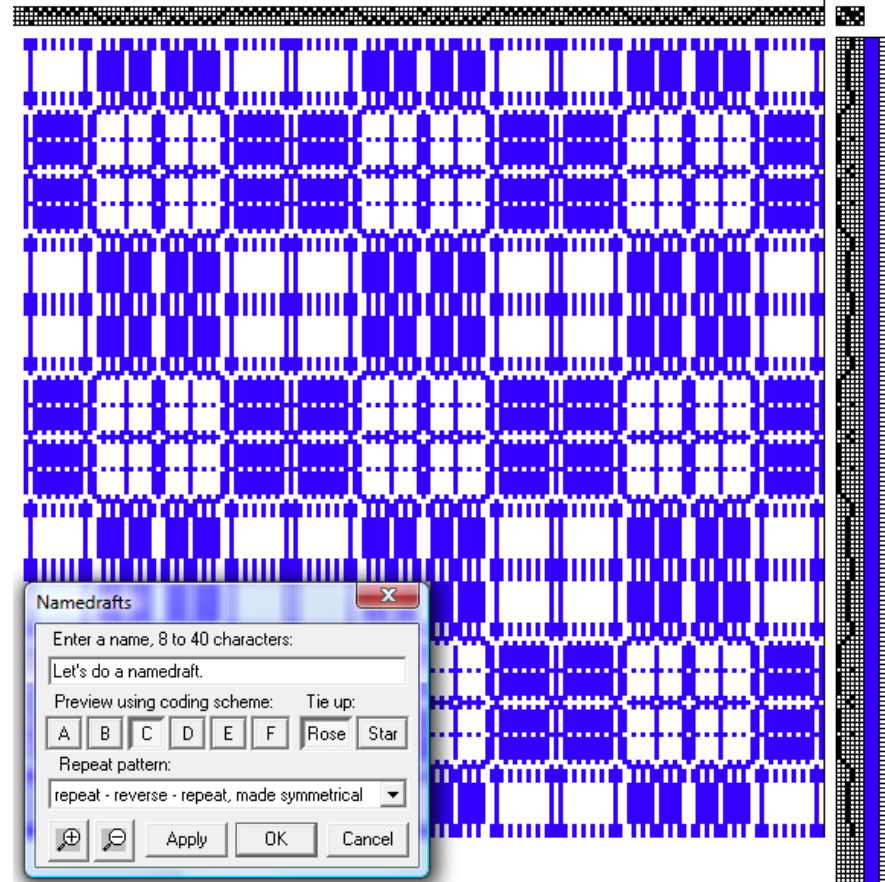 Namedrafts
Enter a name, 8 to 40 characters:
Let's do a namedraft.
Preview using coding scheme: Tie up:
A B C D E F Rose Star
Repeat pattern:
repeat - reverse - repeat, made symmetrical
Apply OK Cancel